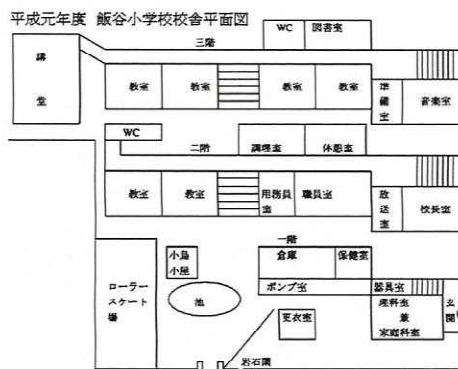 平成元年度 飯谷小学校校舎平面図
WC
図書室
三階
講
堂
教室
教室
教室
教室
準
備
室
音楽室
WC
二階
調理室
休憩室
教室
教室
用務員
室
職員室
放
送
室
校長室
一階
小鳥
小屋
倉庫
保健室
ローラー
スケート
場
池
ポンプ室
器具室
更衣室
理科室
兼
家庭科室
玄
関
岩石園